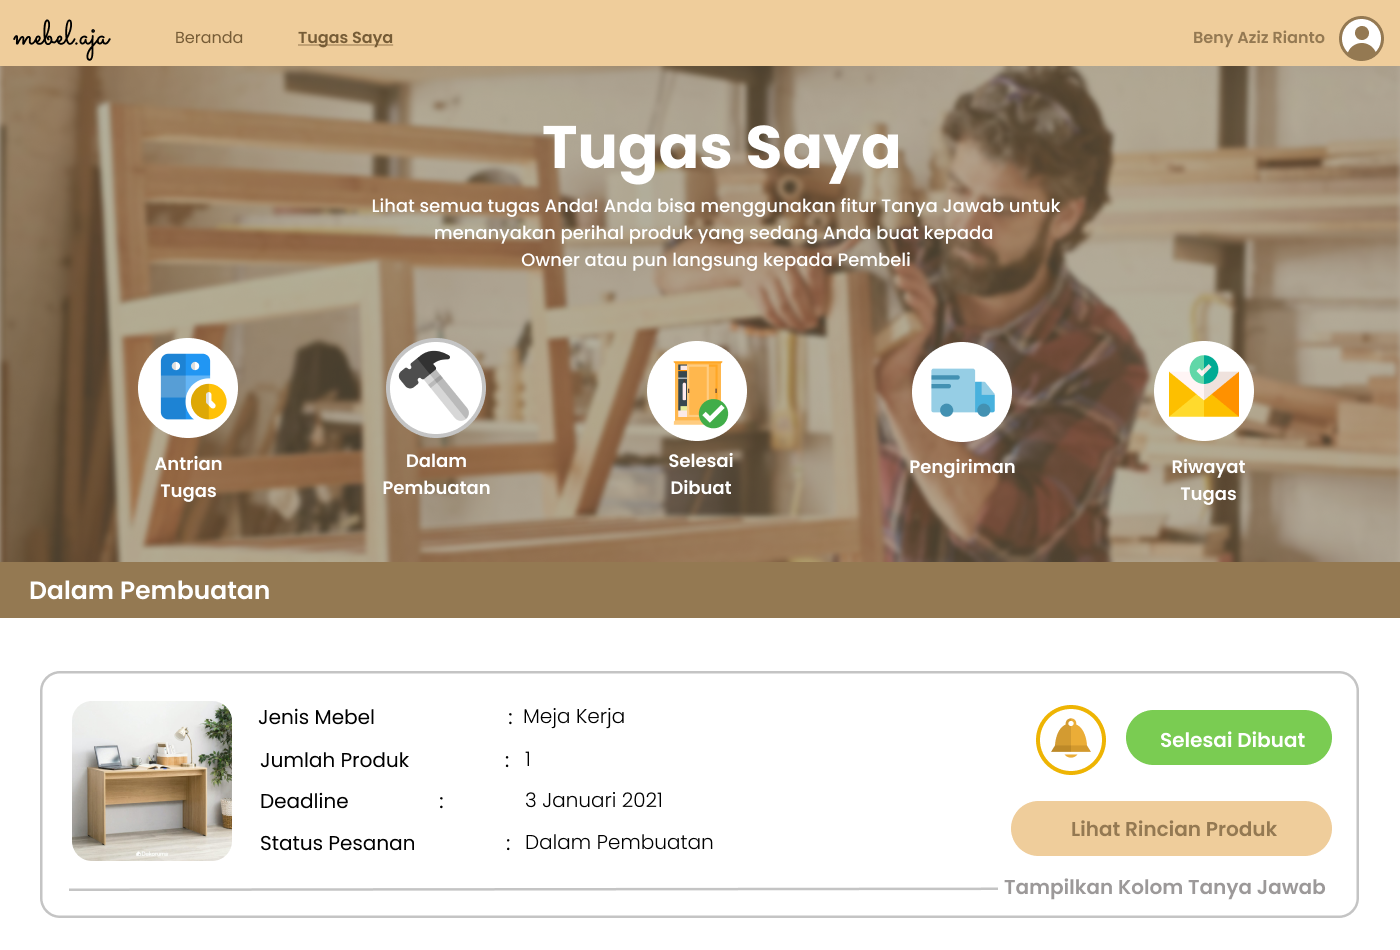 mebel.aja
Beranda
Tugas Saya
Beny Aziz Rianto
Tugas Saya
Lihat semua tugas Anda! Anda bisa menggunakan fitur Tanya Jawab untuk
menanyakan perihal produk yang sedang Anda buat kepada
Owner atau pun langsung kepada Pembeli
Antrian
Tugas
Dalam
Pembuatan
Selesai
Dibuat
Pengiriman
Riwayat
Tugas
Dalam Pembuatan
Jenis Mebel : Meja Kerja
Jumlah Produk : 1
Deadline : 3 Januari 2021
Status Pesanan : Dalam Pembuatan
Selesai Dibuat
Lihat Rincian Produk
Tampilkan Kolom Tanya Jawab